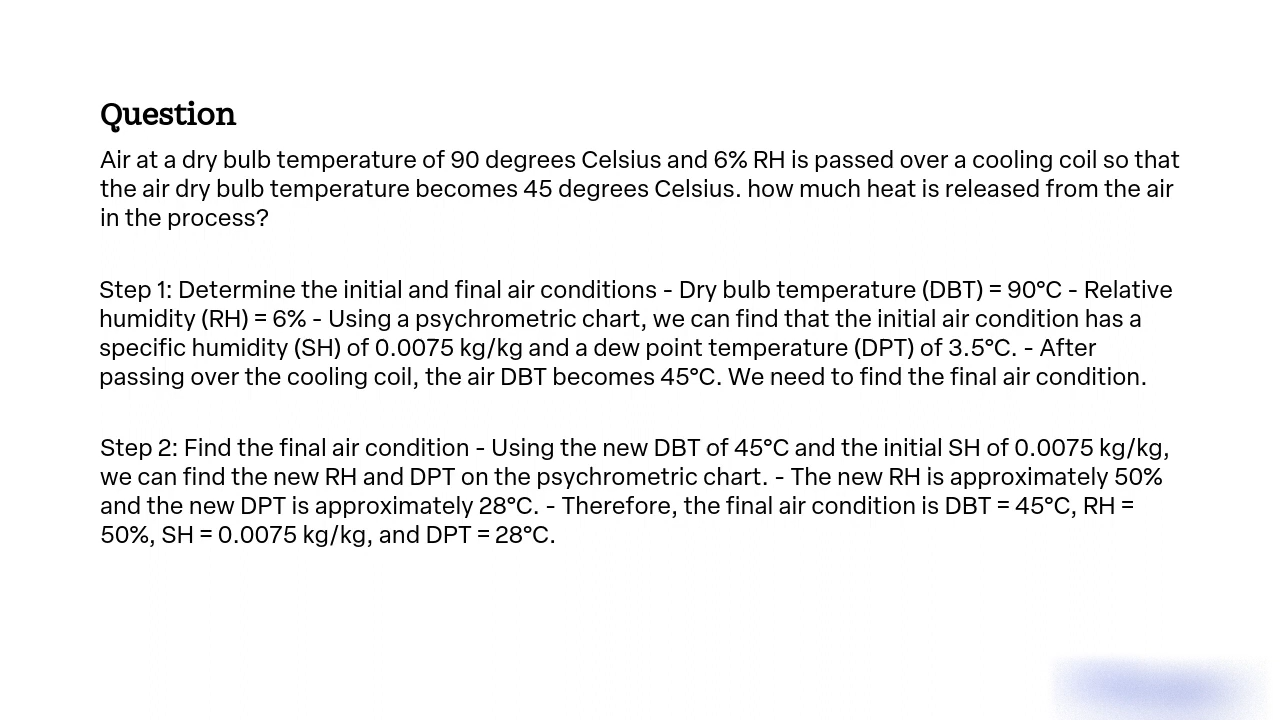 Question
Air at a dry bulb temperature of 90 degrees Celsius and 6% RH is passed over a cooling coil so that
the air dry bulb temperature becomes 45 degrees Celsius. how much heat is released from the air
in the process?
Step 1: Determine the initial and final air conditions - Dry bulb temperature (DBT) = 90°C - Relative
humidity (RH) = 6% - Using a psychrometric chart, we can find that the initial air condition has a
specific humidity (SH) of 0.0075 kg/kg and a dew point temperature (DPT) of 3.5°C. - After
passing over the cooling coil, the air DBT becomes 45°C. We need to find the final air condition.
Step 2: Find the final air condition - Using the new DBT of 45°C and the initial SH of 0.0075 kg/kg,
we can find the new RH and DPT on the psychrometric chart. - The new RH is approximately 50%
and the new DPT is approximately 28°C. - Therefore, the final air condition is DBT = 45°C, RH =
50%, SH = 0.0075 kg/kg, and DPT = 28°C.